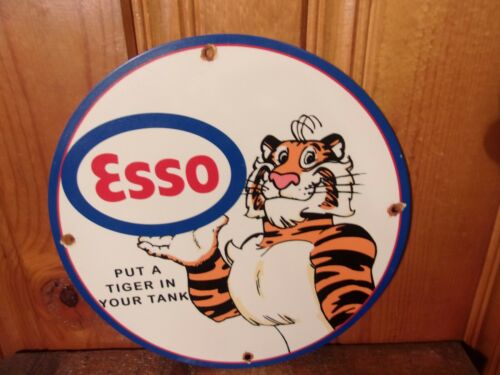 Esso
PUT A
TIGER IN
YOUR TANK